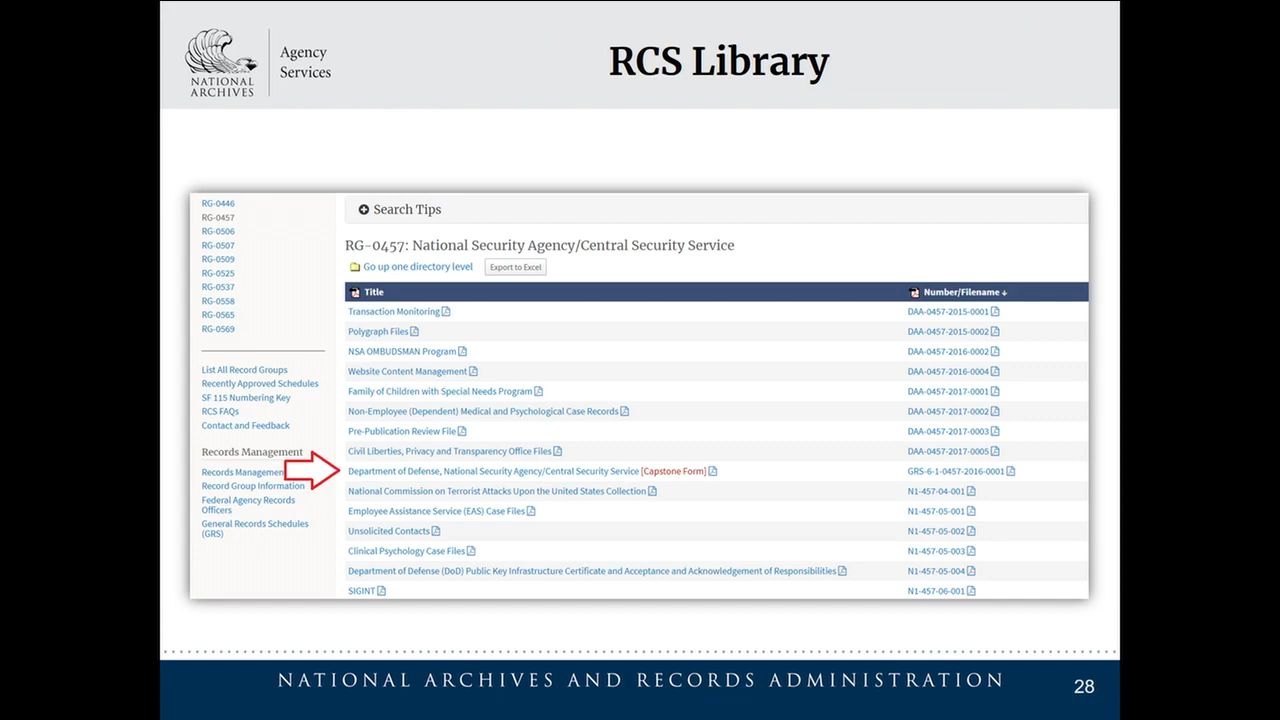 NATIONAL
ARCHIVES
Agency
Services
RCS Library
RG-0446
RG-0457
RG-0506
RG-0507
RG-0509
RG-0525
RG-0537
RG-0558
RG-0565
RG-0569
List All Record Groups
Recently Approved Schedules
SF 115 Numbering Key
RCS FAQs
Contact and Feedback
Records Management
Records Managemen
Record Group Information
Federal Agency Records
Officers
General Records Schedules
(GRS)
Search Tips
RG-0457: National Security Agency/Central Security Service
Go up one directory level Export to Excel
Title Number/Filename ↓
Transaction Monitoring DAA-0457-2015-0001
Polygraph Files DAA-0457-2015-0002
NSA OMBUDSMAN Program DAA-0457-2016-0002
Website Content Management DAA-0457-2016-0004
Family of Children with Special Needs Program DAA-0457-2017-0001
Non-Employee (Dependent) Medical and Psychological Case Records DAA-0457-2017-0002
Pre-Publication Review File DAA-0457-2017-0003
Civil Liberties, Privacy and Transparency Office Files DAA-0457-2017-0005
Department of Defense, National Security Agency/Central Security Service [Capstone Form] GRS-6-1-0457-2016-0001
National Commission on Terrorist Attacks Upon the United States Collection N1-457-04-001
Employee Assistance Service (EAS) Case Files N1-457-05-001
Unsolicited Contacts N1-457-05-002
Clinical Psychology Case Files N1-457-05-003
Department of Defense (DoD) Public Key Infrastructure Certificate and Acceptance and Acknowledgement of Responsibilities N1-457-05-004
SIGINT N1-457-06-001
NATIONAL ARCHIVES AND RECORDS ADMINISTRATION
28